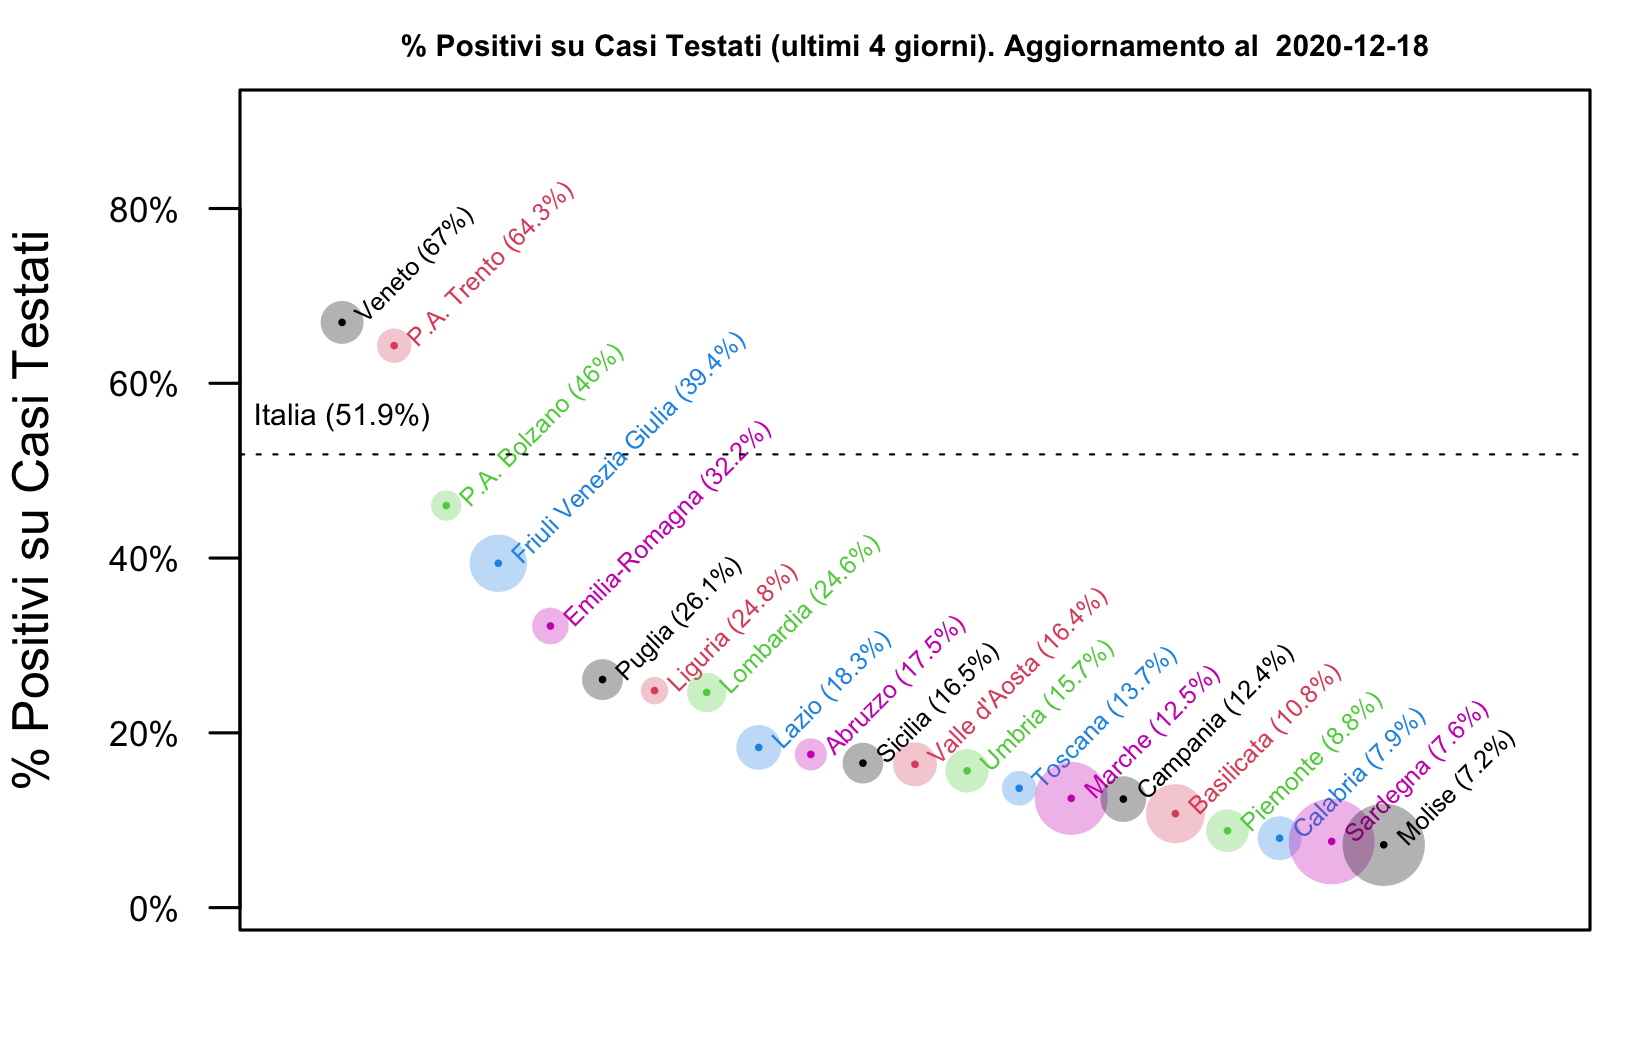 % Positivi su Casi Testati (ultimi 4 giorni). Aggiornamento al  2020-12-18
% Positivi su Casi Testati
80%
60%
40%
20%
0%
Italia (51.9%)
Veneto (67%)
P.A. Trento (64.3%)
P.A. Bolzano (46%)
Friuli Venezia Giulia (39.4%)
Emilia-Romagna (32.2%)
Puglia (26.1%)
Liguria (24.8%)
Lombardia (24.6%)
Lazio (18.3%)
Abruzzo (17.5%)
Sicilia (16.5%)
Valle d'Aosta (16.4%)
Umbria (15.7%)
Toscana (13.7%)
Marche (12.5%)
Campania (12.4%)
Basilicata (10.8%)
Piemonte (8.8%)
Calabria (7.9%)
Sardegna (7.6%)
Molise (7.2%)